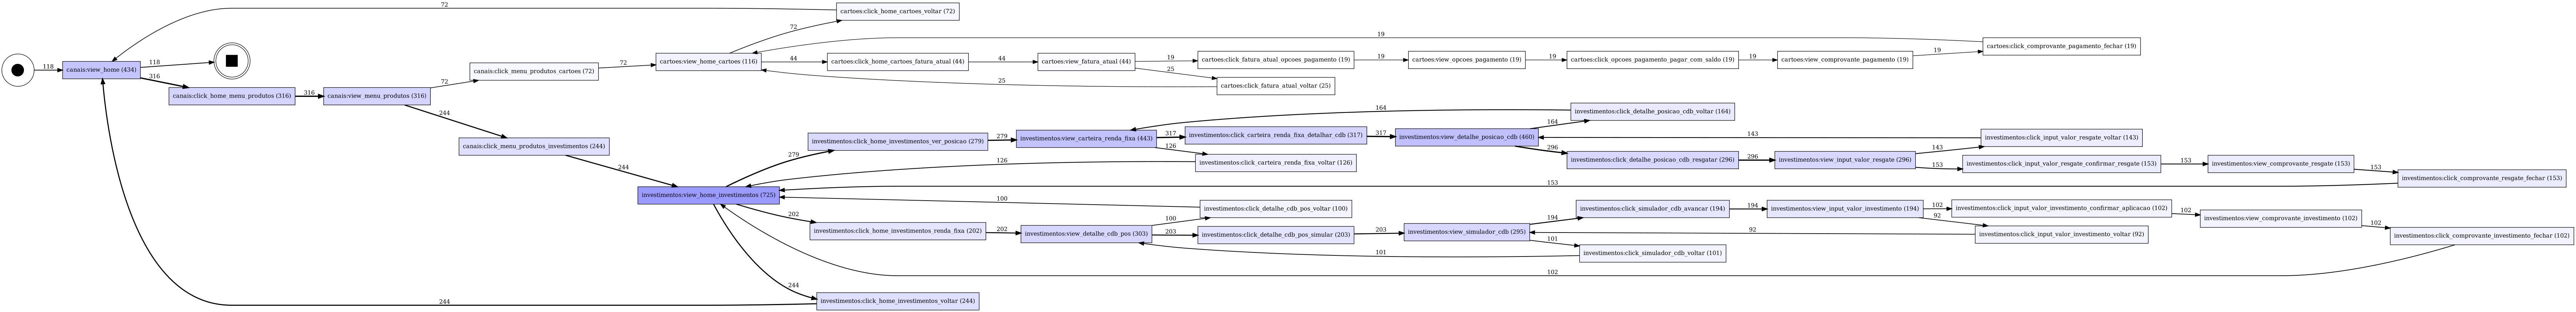 72
cartoes:click_home_cartoes_voltar (72)
72
19
cartoes:click_comprovante_pagamento_fechar (19)
118
canais:view_home (434)
118
316
canais:click_home_menu_produtos (316)
316
canais:view_menu_produtos (316)
72
canais:click_menu_produtos_cartoes (72)
72
cartoes:view_home_cartoes (116)
44
cartoes:click_home_cartoes_fatura_atual (44)
44
cartoes:view_fatura_atual (44)
19
cartoes:click_fatura_atual_opcoes_pagamento (19)
19
cartoes:view_opcoes_pagamento (19)
19
cartoes:click_opcoes_pagamento_pagar_com_saldo (19)
19
cartoes:view_comprovante_pagamento (19)
19
25
cartoes:click_fatura_atual_voltar (25)
25
244
canais:click_menu_produtos_investimentos (244)
244
164
investimentos:click_detalhe_posicao_cdb_voltar (164)
279
investimentos:click_home_investimentos_ver_posicao (279)
279
investimentos:view_carteira_renda_fixa (443)
317
investimentos:click_carteira_renda_fixa_detalhar_cdb (317)
317
investimentos:view_detalhe_posicao_cdb (460)
164
143
investimentos:click_input_valor_resgate_voltar (143)
126
investimentos:click_carteira_renda_fixa_voltar (126)
126
296
investimentos:click_detalhe_posicao_cdb_resgatar (296)
296
investimentos:view_input_valor_resgate (296)
143
153
investimentos:click_input_valor_resgate_confirmar_resgate (153)
153
investimentos:view_comprovante_resgate (153)
153
investimentos:click_comprovante_resgate_fechar (153)
153
investimentos:view_home_investimentos (725)
100
investimentos:click_detalhe_cdb_pos_voltar (100)
202
investimentos:click_home_investimentos_renda_fixa (202)
202
investimentos:view_detalhe_cdb_pos (303)
100
203
investimentos:click_detalhe_cdb_pos_simular (203)
203
investimentos:view_simulador_cdb (295)
194
investimentos:click_simulador_cdb_avancar (194)
194
investimentos:view_input_valor_investimento (194)
102
investimentos:click_input_valor_investimento_confirmar_aplicacao (102)
102
investimentos:view_comprovante_investimento (102)
102
investimentos:click_comprovante_investimento_fechar (102)
92
investimentos:click_input_valor_investimento_voltar (92)
92
101
investimentos:click_simulador_cdb_voltar (101)
101
102
244
investimentos:click_home_investimentos_voltar (244)
244